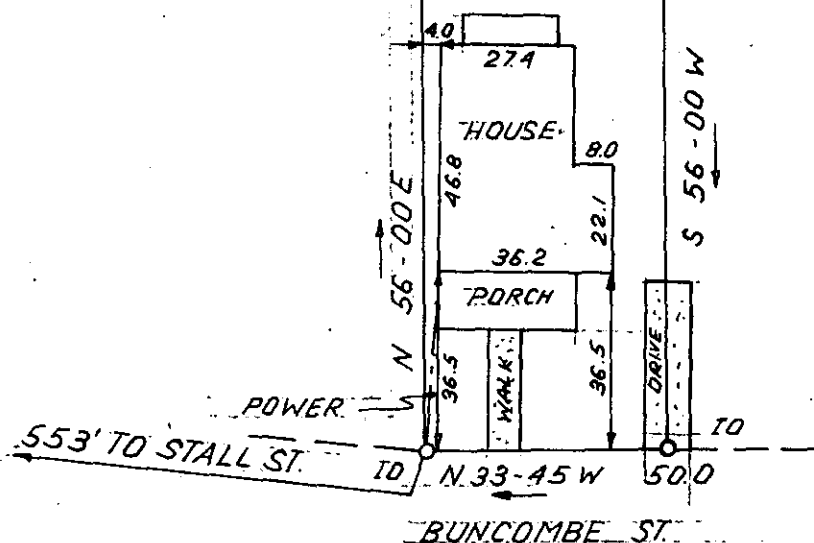 4.0
27.4
HOUSE
8.0
46.8
22.1
N 56-00 E
S 56-00 W
36.2
PORCH
36.5
WALK
36.5
DRIVE
POWER
553' TO STALL ST.
IO
N 33-45 W
50.0
IO
BUNCOMBE ST.